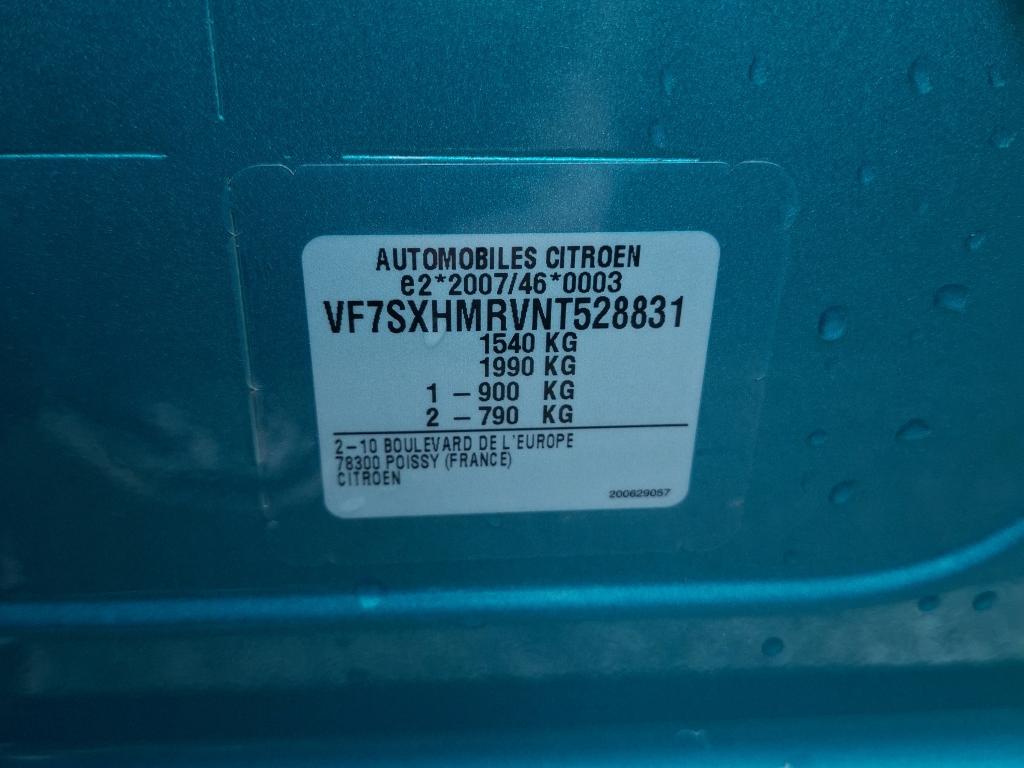 AUTOMOBILES CITROEN
e2*2007/46*0003
VF7SXHMRVNT528831
1540 KG
1990 KG
1 – 900 KG
2 – 790 KG
2–10 BOULEVARD DE L'EUROPE
78300 POISSY (FRANCE)
CITROEN
200629057